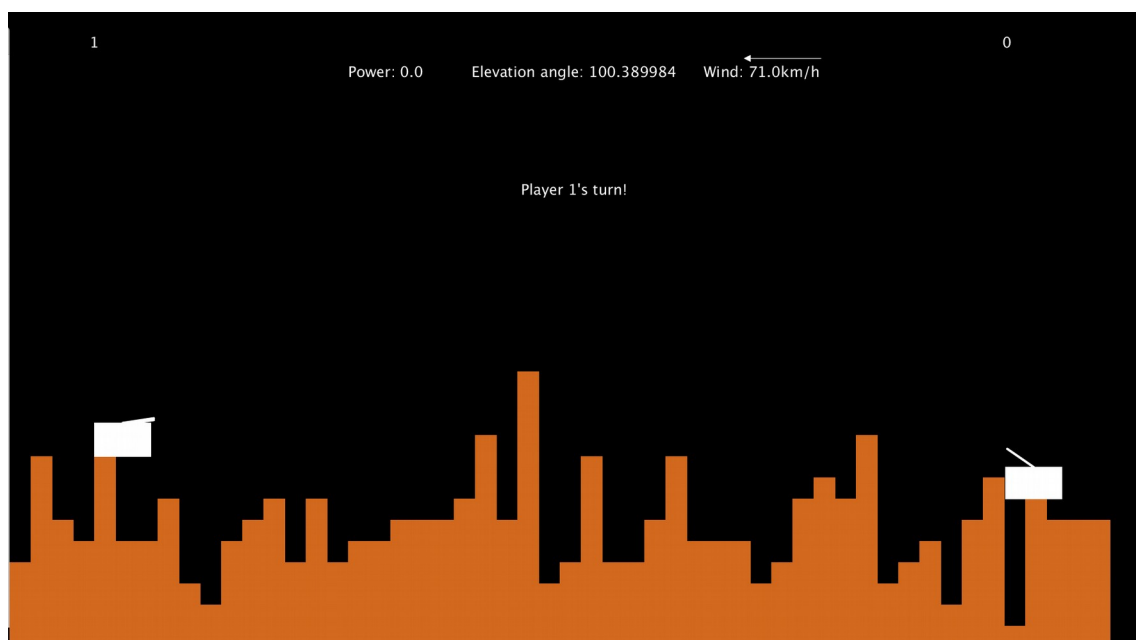 1
0
Power: 0.0
Elevation angle: 100.389984
Wind: 71.0km/h
Player 1's turn!